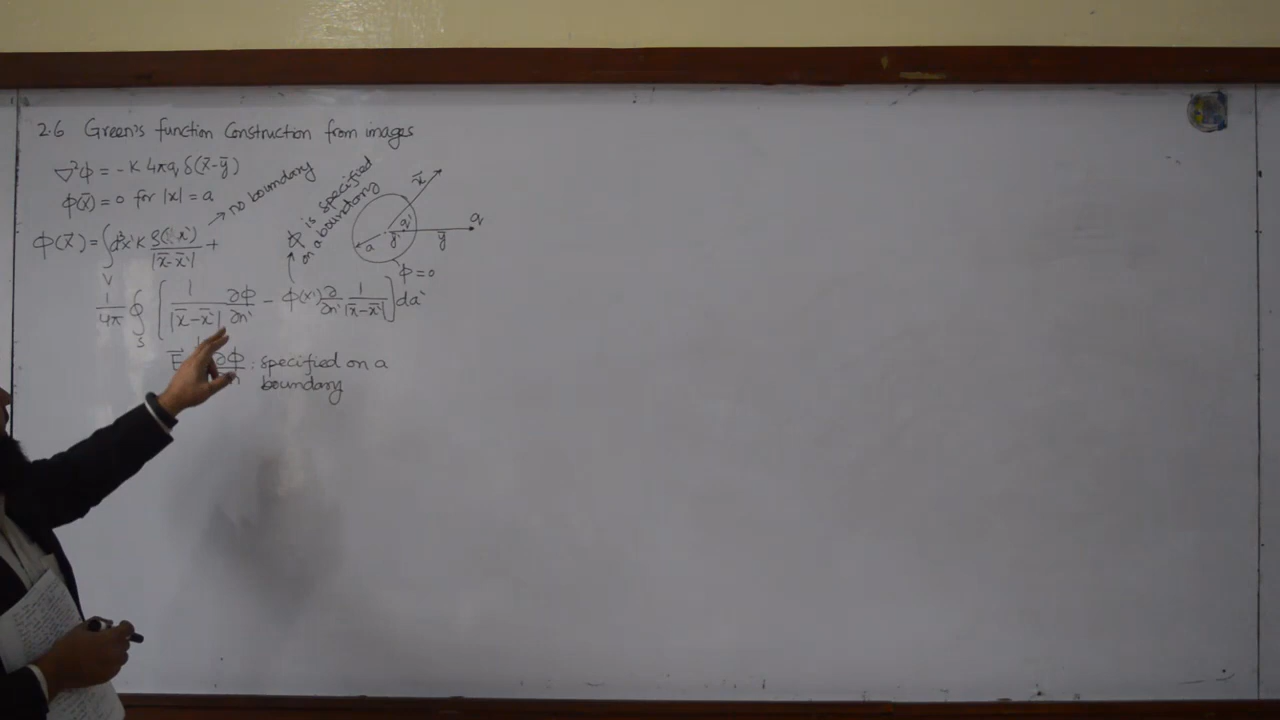 2.6 Green's function Construction from images
∇²Φ = -K 4πq δ(x̄-ȳ)
Φ(x̄) = 0 for |x| = a
→ no boundary
Φ(x̄) = ∫ d³x' K ρ(x') / |x̄-x̄'| +
V
Φ is specified on a boundary
1/4π ∮ [ 1/|x̄-x̄'| ∂Φ/∂n' - Φ(x') ∂/∂n' 1/|x̄-x̄'| ] da'
S
∂Φ : specified on a
boundary
x̄
q
q'
y'
ȳ
a
Φ = 0